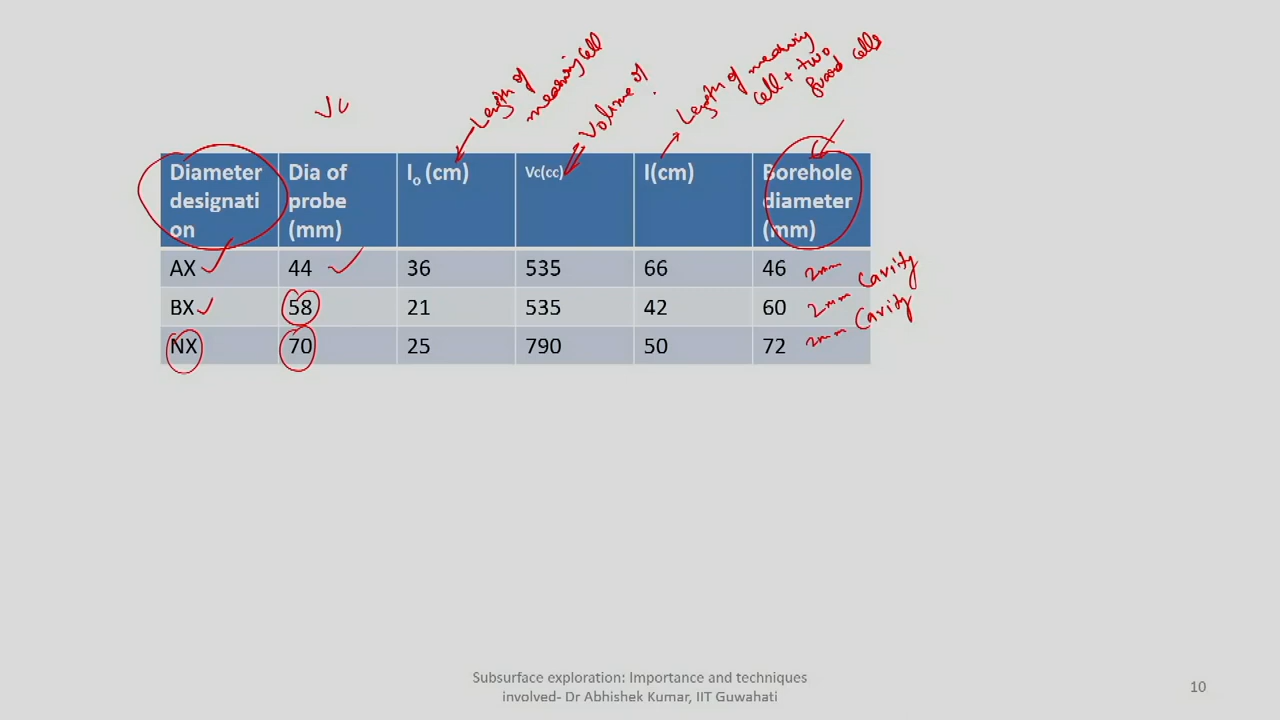 Length of
measuring cell
Volume of
Length of measuring
cell + two
guard cells
Vc
Diameter designati on Dia of probe (mm) lo (cm) Vc(cc) l(cm) Borehole diameter (mm)
AX 44 36 535 66 46 2mm
BX 58 21 535 42 60 2mm Cavity
NX 70 25 790 50 72 2mm Cavity
Subsurface exploration: Importance and techniques
involved- Dr Abhishek Kumar, IIT Guwahati
10